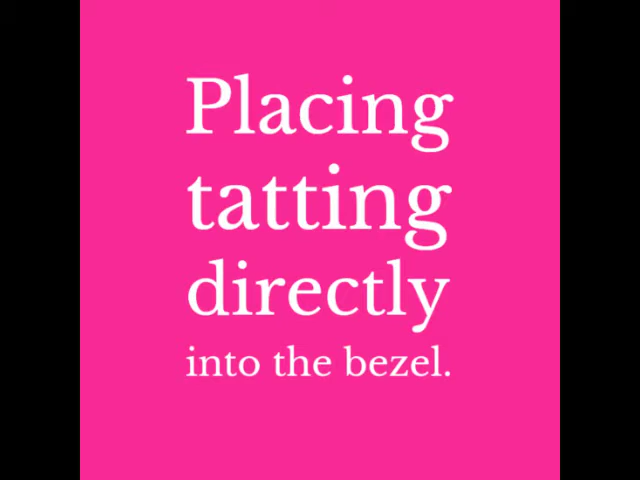 Placing
tatting
directly
into the bezel.